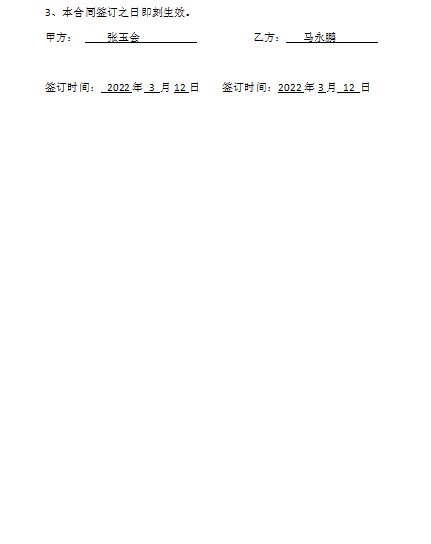 3、本合同签订之日即刻生效。
甲方： 张玉会 乙方： 马永鹏
签订时间： 2022 年 3 月 12 日 签订时间：2022 年 3 月 12 日